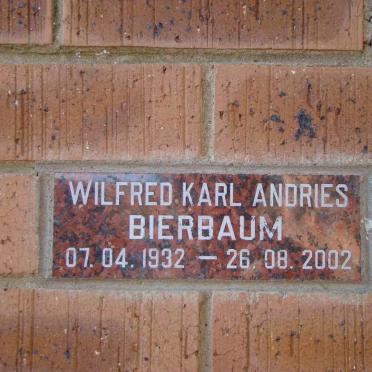 WILFRED KARL ANDRIES
BIERBAUM
07. 04. 1932 — 26. 08. 2002